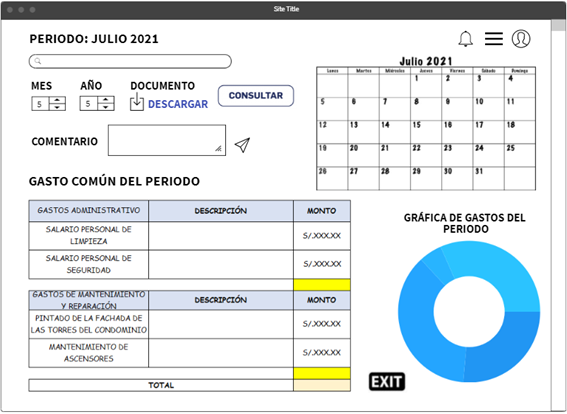 Site Title
PERIODO: JULIO 2021
MES
AÑO
DOCUMENTO
5
5
DESCARGAR
CONSULTAR
COMENTARIO
Julio 2021
Lunes Martes Miércoles Jueves Viernes Sábado Domingo
1 2 3 4
5 6 7 8 9 10 11
12 13 14 15 16 17 18
19 20 21 22 23 24 25
26 27 28 29 30 31
GASTO COMÚN DEL PERIODO
GASTOS ADMINISTRATIVO DESCRIPCIÓN MONTO
SALARIO PERSONAL DE
LIMPIEZA
S/.XXX.XX
SALARIO PERSONAL DE
SEGURIDAD
S/.XXX.XX
GASTOS DE MANTENIMIENTO
Y REPARACIÓN
DESCRIPCIÓN MONTO
PINTADO DE LA FACHADA DE
LAS TORRES DEL CONDOMINIO
S/.XXX.XX
MANTENIMIENTO DE
ASCENSORES
S/.XXX.XX
TOTAL
GRÁFICA DE GASTOS DEL
PERIODO
EXIT